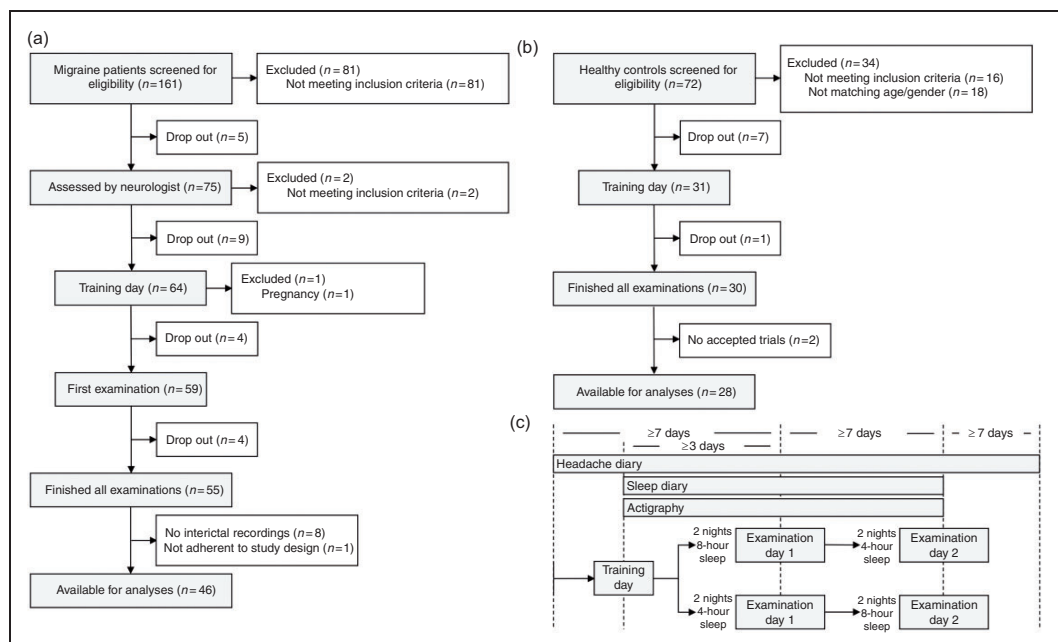 (a)
Migraine patients screened for
eligibility (n=161)
Excluded (n=81)
Not meeting inclusion criteria (n=81)
Drop out (n=5)
Assessed by neurologist (n=75)
Excluded (n=2)
Not meeting inclusion criteria (n=2)
Drop out (n=9)
Training day (n=64)
Excluded (n=1)
Pregnancy (n=1)
Drop out (n=4)
First examination (n=59)
Drop out (n=4)
Finished all examinations (n=55)
No interictal recordings (n=8)
Not adherent to study design (n=1)
Available for analyses (n=46)
(b)
Healthy controls screened for
eligibility (n=72)
Excluded (n=34)
Not meeting inclusion criteria (n=16)
Not matching age/gender (n=18)
Drop out (n=7)
Training day (n=31)
Drop out (n=1)
Finished all examinations (n=30)
No accepted trials (n=2)
Available for analyses (n=28)
(c)
≥7 days
≥7 days
≥7 days
≥3 days
Headache diary
Sleep diary
Actigraphy
Training
day
2 nights
8-hour
sleep
Examination
day 1
2 nights
4-hour
sleep
Examination
day 2
2 nights
4-hour
sleep
Examination
day 1
2 nights
8-hour
sleep
Examination
day 2